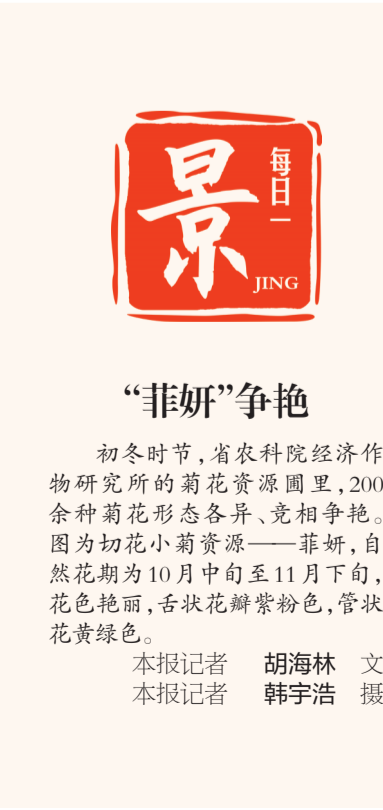 景
每日一
JING
“菲妍”争艳
初冬时节，省农科院经济作
物研究所的菊花资源圃里，200
余种菊花形态各异、竞相争艳。
图为切花小菊资源——菲妍，自
然花期为10月中旬至11月下旬，
花色艳丽，舌状花瓣紫粉色，管状
花黄绿色。
本报记者 胡海林 文
本报记者 韩宇浩 摄